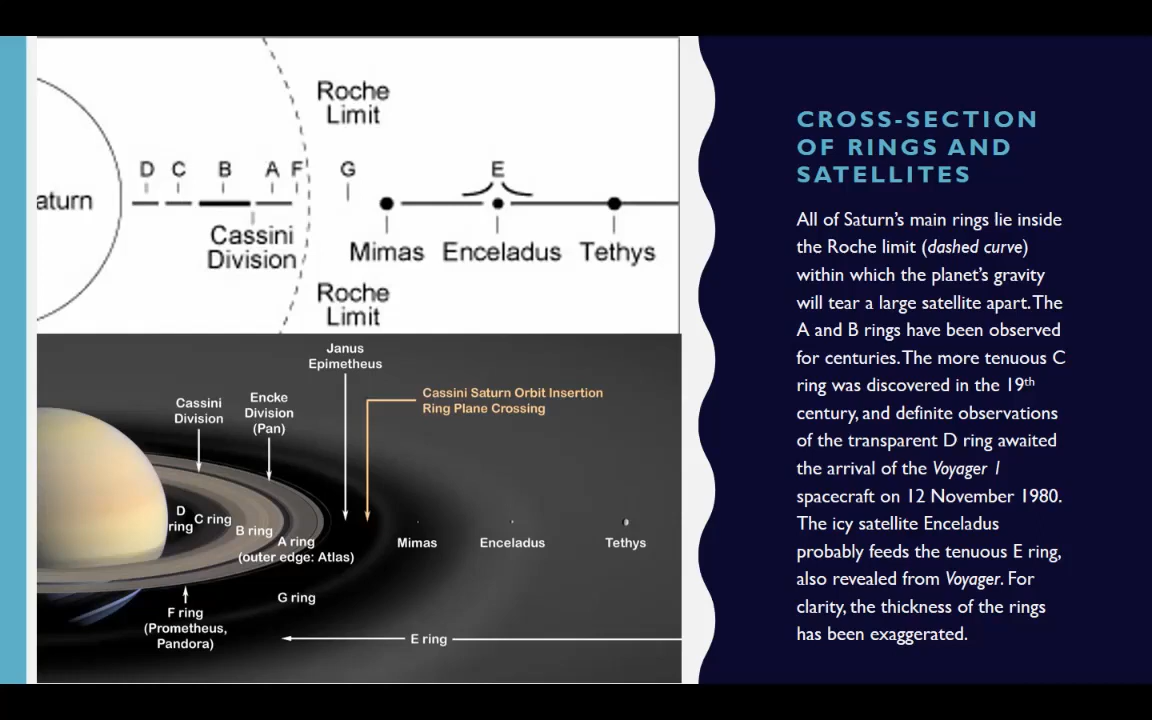 Roche
Limit
D C B A F G E
aturn
Cassini
Division
Mimas Enceladus Tethys
Roche
Limit
Janus
Epimetheus
Cassini Saturn Orbit Insertion
Ring Plane Crossing
Encke
Division
(Pan)
Cassini
Division
D
ring
C ring
B ring
A ring
(outer edge: Atlas)
Mimas Enceladus Tethys
G ring
F ring
(Prometheus,
Pandora)
E ring
CROSS-SECTION
OF RINGS AND
SATELLITES
All of Saturn's main rings lie inside
the Roche limit (dashed curve)
within which the planet's gravity
will tear a large satellite apart. The
A and B rings have been observed
for centuries. The more tenuous C
ring was discovered in the 19th
century, and definite observations
of the transparent D ring awaited
the arrival of the Voyager 1
spacecraft on 12 November 1980.
The icy satellite Enceladus
probably feeds the tenuous E ring,
also revealed from Voyager. For
clarity, the thickness of the rings
has been exaggerated.